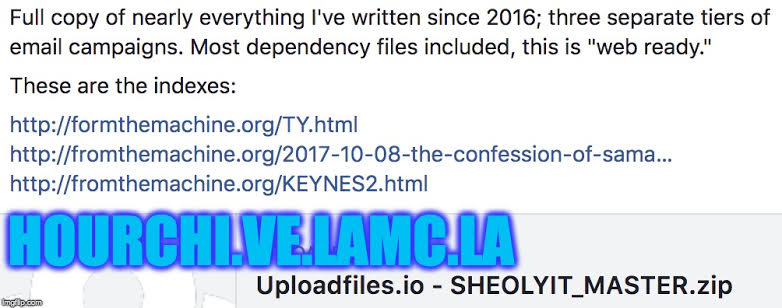 Full copy of nearly everything I've written since 2016; three separate tiers of
email campaigns. Most dependency files included, this is "web ready."
These are the indexes:
http://formthemachine.org/TY.html
http://fromthemachine.org/2017-10-08-the-confession-of-sama...
http://fromthemachine.org/KEYNES2.html
HOURCHI.VE.LAMC.LA
Uploadfiles.io - SHEOLYIT_MASTER.zip
imgflip.com